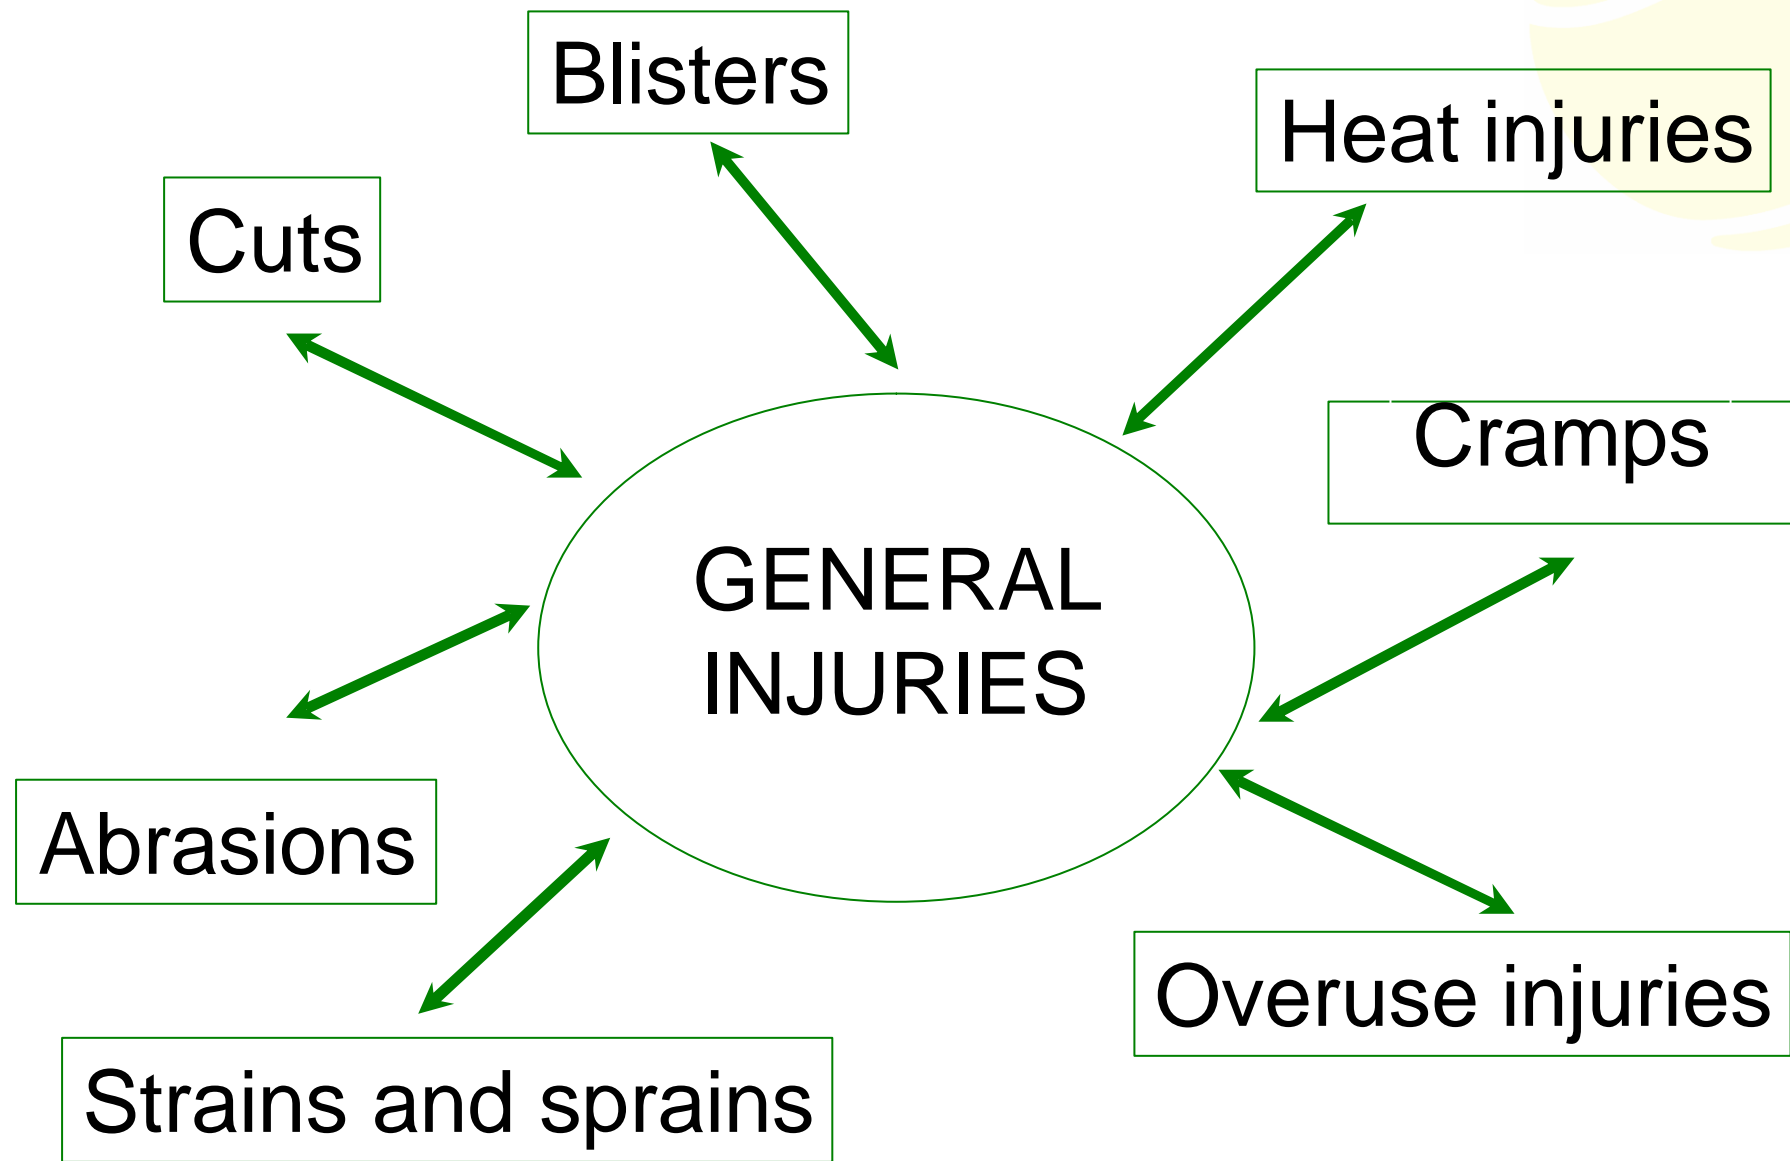 Blisters
Heat injuries
Cuts
Cramps
GENERAL
INJURIES
Abrasions
Overuse injuries
Strains and sprains